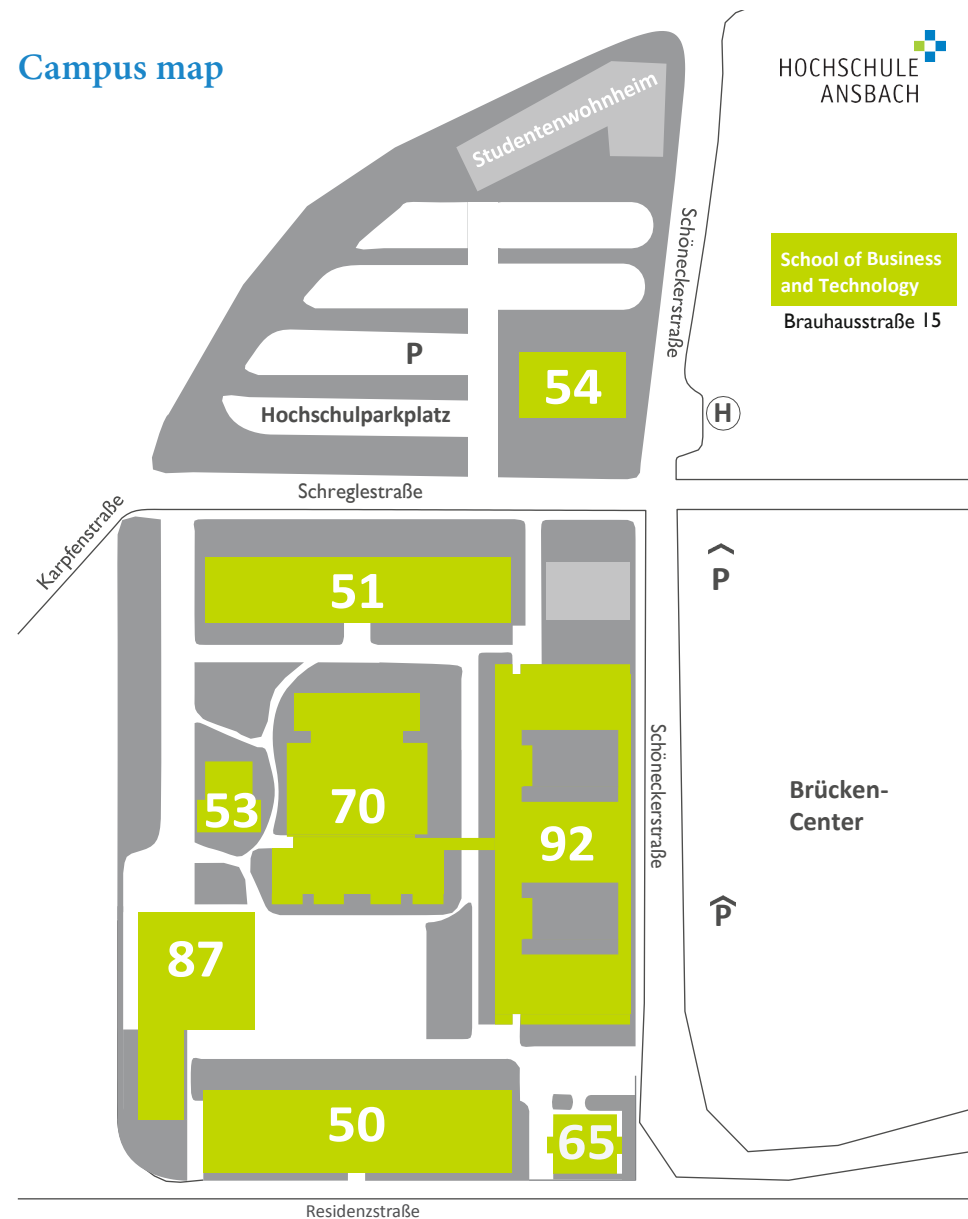 Campus map
HOCHSCHULE
ANSBACH
Studentenwohnheim
Schöneckerstraße
School of Business
and Technology
Brauhausstraße 15
P
54
Hochschulparkplatz
H
Schreglestraße
Karpfenstraße
P
51
Schöneckerstraße
53
70
92
Brücken-
Center
P
87
50
65
Residenzstraße